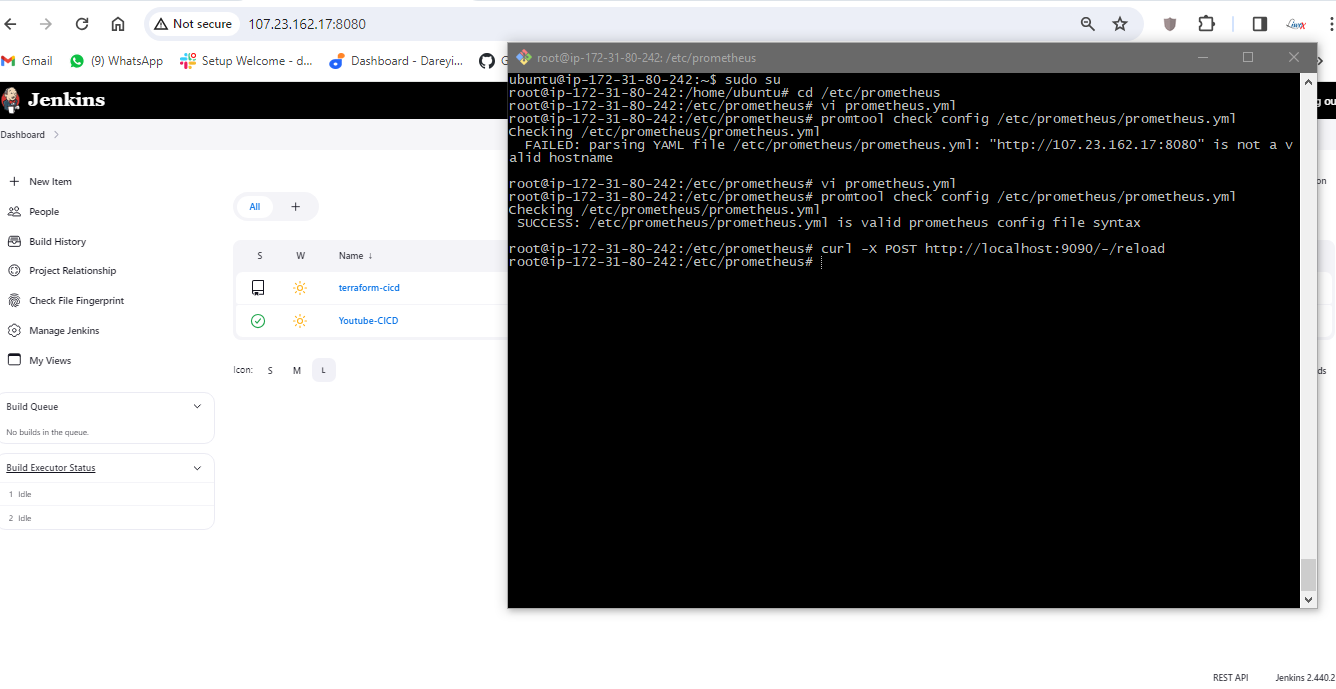 Not secure 107.23.162.17:8080
Gmail (9) WhatsApp Setup Welcome - d... Dashboard - Dareyi... G
Jenkins
g ou
Dashboard
New Item
People
Build History
Project Relationship
Check File Fingerprint
Manage Jenkins
My Views
Build Queue
No builds in the queue.
Build Executor Status
1 Idle
2 Idle
on
All +
S W Name ↓
terraform-cicd
Youtube-CICD
Icon: S M L
ds
root@ip-172-31-80-242: /etc/prometheus
ubuntu@ip-172-31-80-242:~$ sudo su
root@ip-172-31-80-242:/home/ubuntu# cd /etc/prometheus
root@ip-172-31-80-242:/etc/prometheus# vi prometheus.yml
root@ip-172-31-80-242:/etc/prometheus# promtool check config /etc/prometheus/prometheus.yml
Checking /etc/prometheus/prometheus.yml
FAILED: parsing YAML file /etc/prometheus/prometheus.yml: "http://107.23.162.17:8080" is not a v
alid hostname
root@ip-172-31-80-242:/etc/prometheus# vi prometheus.yml
root@ip-172-31-80-242:/etc/prometheus# promtool check config /etc/prometheus/prometheus.yml
Checking /etc/prometheus/prometheus.yml
SUCCESS: /etc/prometheus/prometheus.yml is valid prometheus config file syntax
root@ip-172-31-80-242:/etc/prometheus# curl -X POST http://localhost:9090/-/reload
root@ip-172-31-80-242:/etc/prometheus#
REST API Jenkins 2.440.2